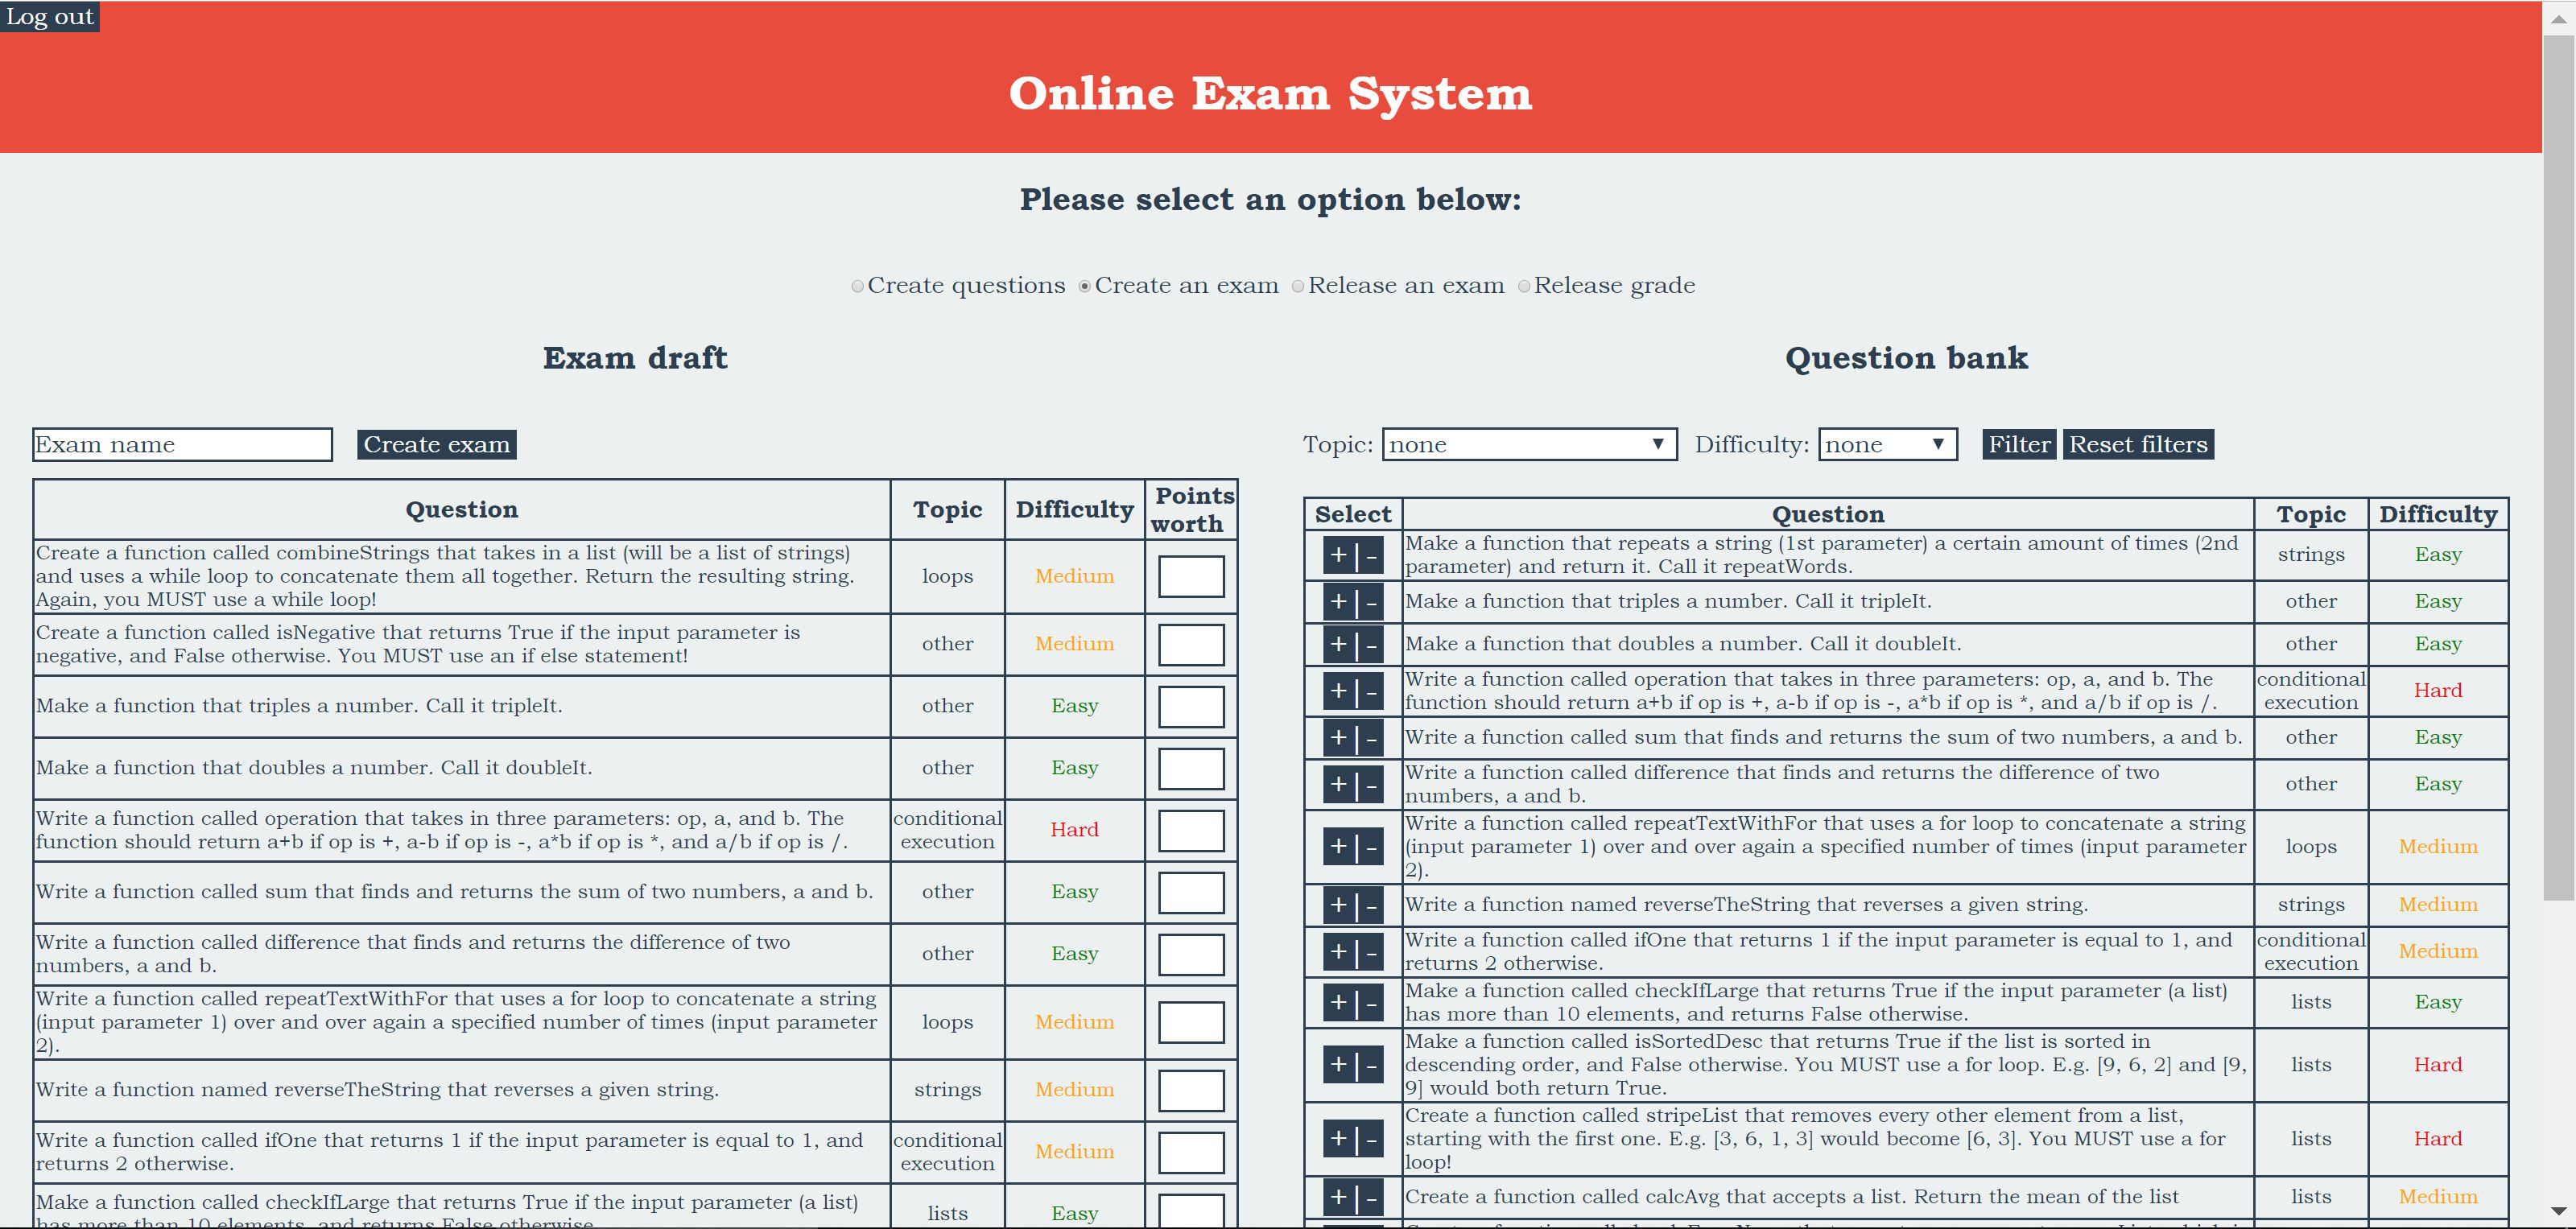 Log out
Online Exam System
Please select an option below:
Create questions Create an exam Release an exam Release grade
Exam draft
Exam name Create exam
Question Topic Difficulty Points
worth
Create a function called combineStrings that takes in a list (will be a list of strings)
and uses a while loop to concatenate them all together. Return the resulting string.
Again, you MUST use a while loop!
loops Medium
Create a function called isNegative that returns True if the input parameter is
negative, and False otherwise. You MUST use an if else statement!
other Medium
Make a function that triples a number. Call it tripleIt. other Easy
Make a function that doubles a number. Call it doubleIt. other Easy
Write a function called operation that takes in three parameters: op, a, and b. The
function should return a+b if op is +, a-b if op is -, a*b if op is *, and a/b if op is /.
conditional
execution
Hard
Write a function called sum that finds and returns the sum of two numbers, a and b. other Easy
Write a function called difference that finds and returns the difference of two
numbers, a and b.
other Easy
Write a function called repeatTextWithFor that uses a for loop to concatenate a string
(input parameter 1) over and over again a specified number of times (input parameter
2).
loops Medium
Write a function named reverseTheString that reverses a given string. strings Medium
Write a function called ifOne that returns 1 if the input parameter is equal to 1, and
returns 2 otherwise.
conditional
execution
Medium
Make a function called checkIfLarge that returns True if the input parameter (a list)
has more than 10 elements, and returns False otherwise.
lists Easy
Question bank
Topic: none Difficulty: none Filter Reset filters
Select Question Topic Difficulty
+|- Make a function that repeats a string (1st parameter) a certain amount of times (2nd
parameter) and return it. Call it repeatWords.
strings Easy
+|- Make a function that triples a number. Call it tripleIt. other Easy
+|- Make a function that doubles a number. Call it doubleIt. other Easy
+|- Write a function called operation that takes in three parameters: op, a, and b. The
function should return a+b if op is +, a-b if op is -, a*b if op is *, and a/b if op is /.
conditional
execution
Hard
+|- Write a function called sum that finds and returns the sum of two numbers, a and b. other Easy
+|- Write a function called difference that finds and returns the difference of two
numbers, a and b.
other Easy
+|- Write a function called repeatTextWithFor that uses a for loop to concatenate a string
(input parameter 1) over and over again a specified number of times (input parameter
2).
loops Medium
+|- Write a function named reverseTheString that reverses a given string. strings Medium
+|- Write a function called ifOne that returns 1 if the input parameter is equal to 1, and
returns 2 otherwise.
conditional
execution
Medium
+|- Make a function called checkIfLarge that returns True if the input parameter (a list)
has more than 10 elements, and returns False otherwise.
lists Easy
+|- Make a function called isSortedDesc that returns True if the list is sorted in
descending order, and False otherwise. You MUST use a for loop. E.g. [9, 6, 2] and [9,
9] would both return True.
lists Hard
+|- Create a function called stripeList that removes every other element from a list,
starting with the first one. E.g. [3, 6, 1, 3] would become [6, 3]. You MUST use a for
loop!
lists Hard
+|- Create a function called calcAvg that accepts a list. Return the mean of the list lists Medium